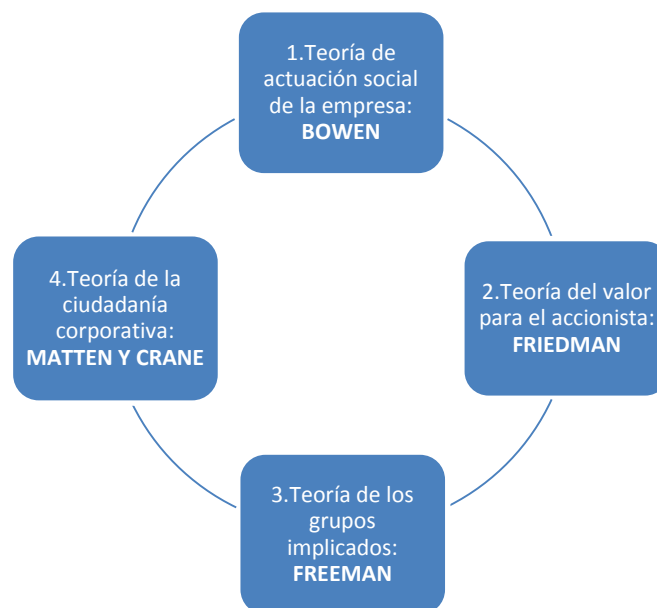 1.Teoría de
actuación social
de la empresa:
BOWEN
2.Teoría del valor
para el accionista:
FRIEDMAN
3.Teoría de los
grupos
implicados:
FREEMAN
4.Teoría de la
ciudadanía
corporativa:
MATTEN Y CRANE